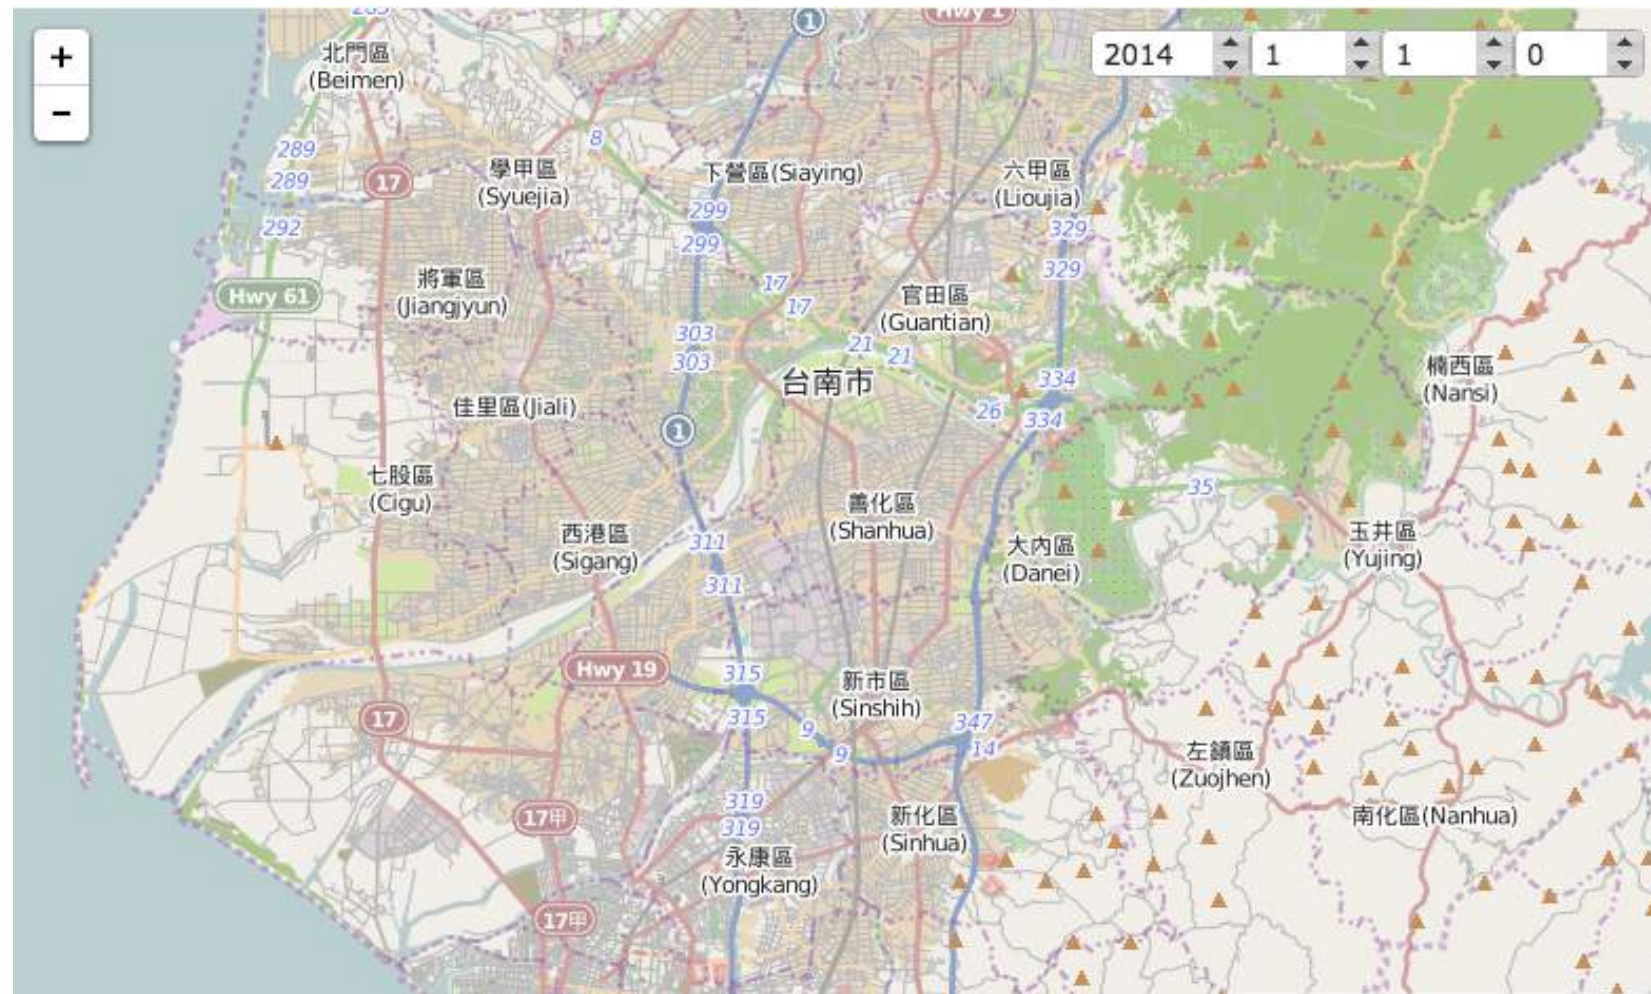 +
−
2014
1
1
0
1
Hwy 1
北門區
(Beimen)
289
289
17
292
Hwy 61
8
學甲區
(Syuejia)
下營區(Siaying)
299
299
六甲區
(Lioujia)
329
329
將軍區
(Jiangjyun)
17
17
官田區
(Guantian)
303
303
21
21
台南市
334
334
26
楠西區
(Nansi)
佳里區(Jiali)
1
七股區
(Cigu)
35
善化區
(Shanhua)
西港區
(Sigang)
311
311
大內區
(Danei)
玉井區
(Yujing)
Hwy 19
315
315
新市區
(Sinshih)
17
9
9
347
14
左鎮區
(Zuojhen)
17甲
319
319
新化區
(Sinhua)
南化區(Nanhua)
永康區
(Yongkang)
17甲